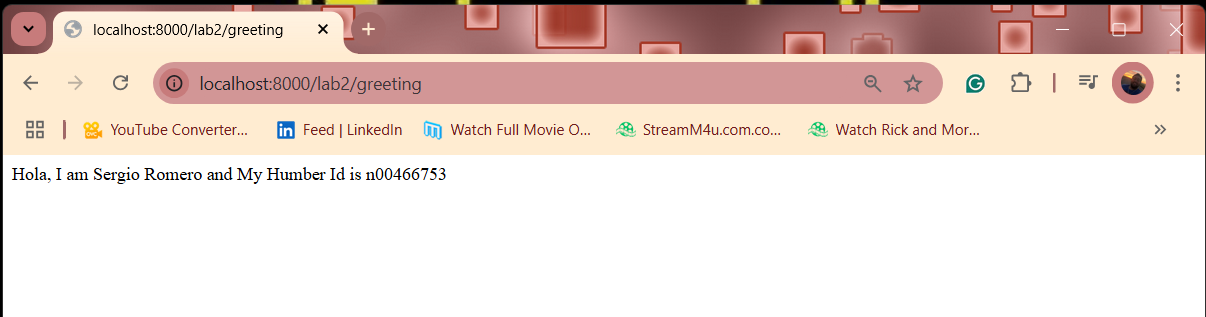 localhost:8000/lab2/greeting
localhost:8000/lab2/greeting
YouTube Converter... Feed | LinkedIn Watch Full Movie O... StreamM4u.com.co... Watch Rick and Mor...
Hola, I am Sergio Romero and My Humber Id is n00466753